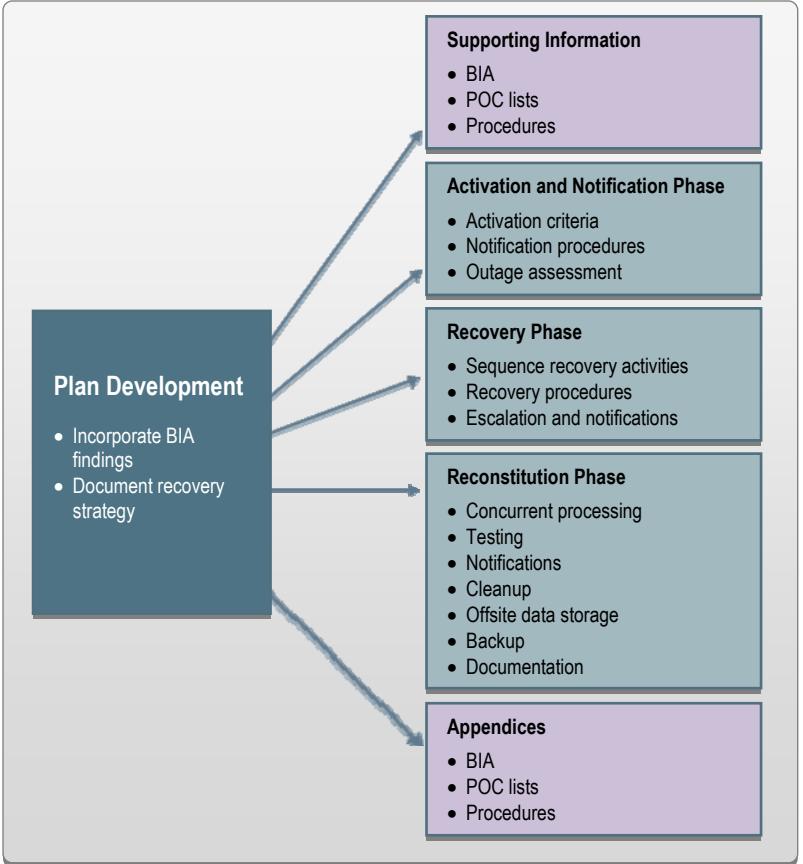 Plan Development
• Incorporate BIA
findings
• Document recovery
strategy
Supporting Information
• BIA
• POC lists
• Procedures
Activation and Notification Phase
• Activation criteria
• Notification procedures
• Outage assessment
Recovery Phase
• Sequence recovery activities
• Recovery procedures
• Escalation and notifications
Reconstitution Phase
• Concurrent processing
• Testing
• Notifications
• Cleanup
• Offsite data storage
• Backup
• Documentation
Appendices
• BIA
• POC lists
• Procedures